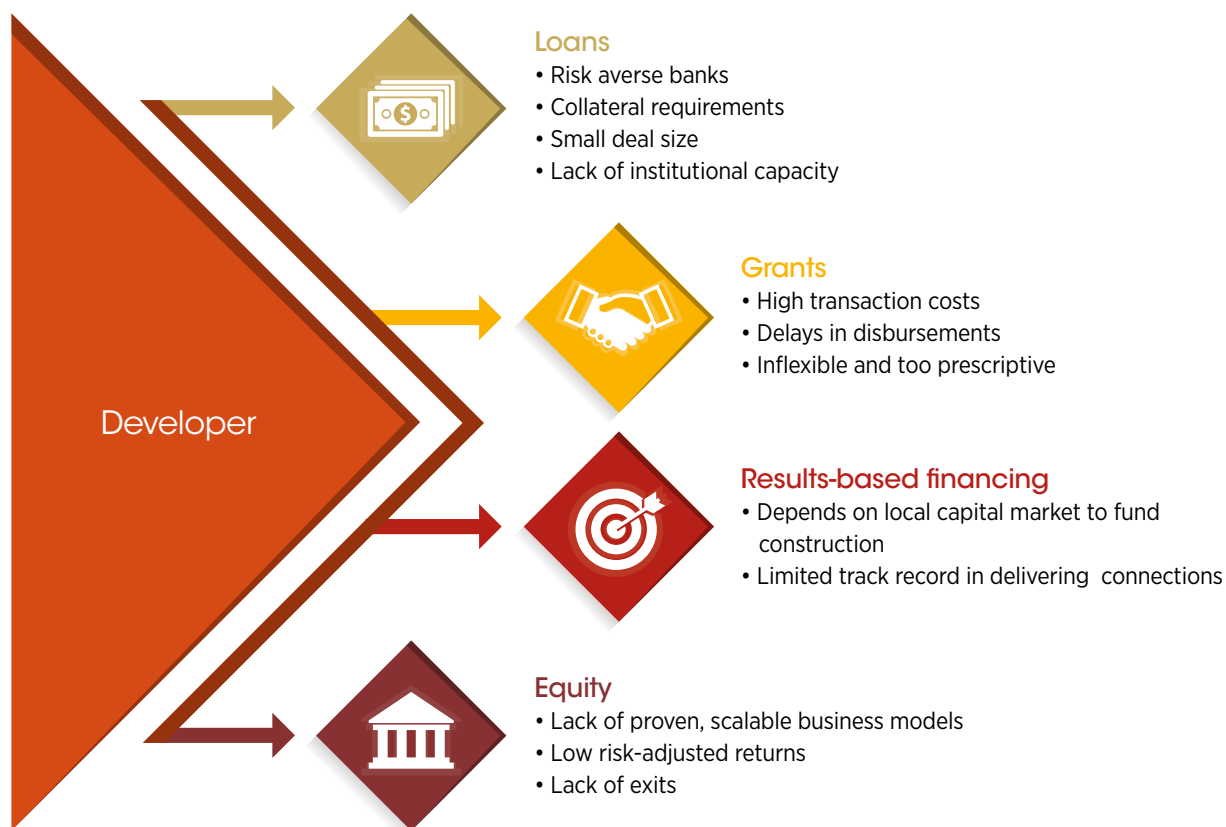 Loans
• Risk averse banks
• Collateral requirements
• Small deal size
• Lack of institutional capacity
Grants
• High transaction costs
• Delays in disbursements
• Inflexible and too prescriptive
Developer
Results-based financing
• Depends on local capital market to fund
construction
• Limited track record in delivering connections
Equity
• Lack of proven, scalable business models
• Low risk-adjusted returns
• Lack of exits